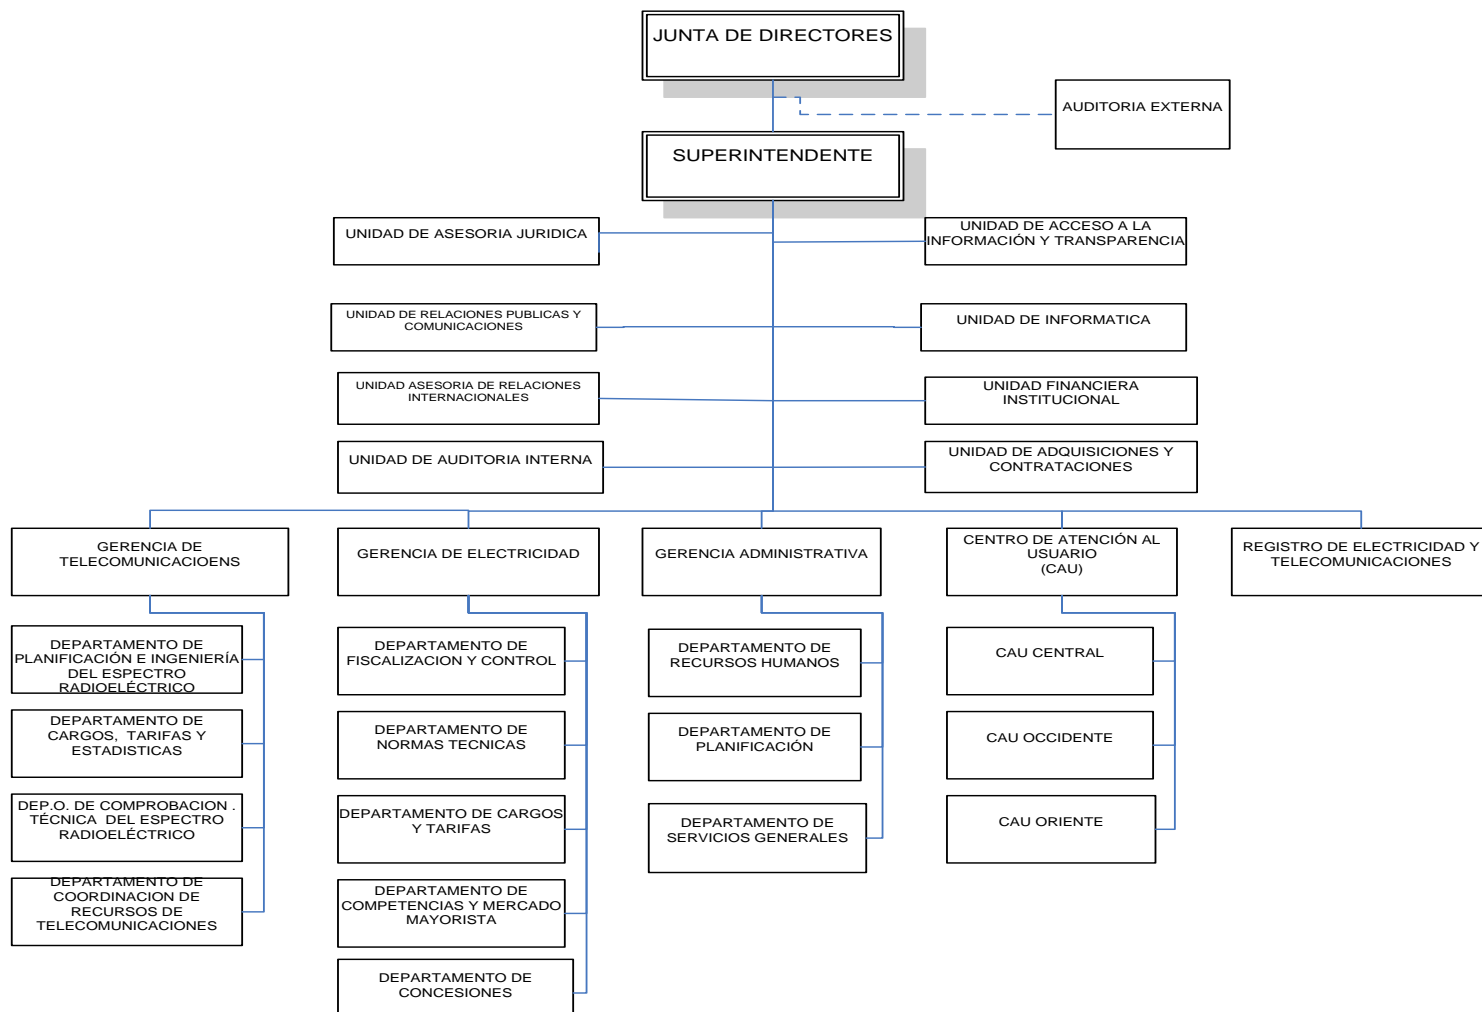 JUNTA DE DIRECTORES
AUDITORIA EXTERNA
SUPERINTENDENTE
UNIDAD DE ASESORIA JURIDICA
UNIDAD DE ACCESO A LA
INFORMACIÓN Y TRANSPARENCIA
UNIDAD DE RELACIONES PUBLICAS Y
COMUNICACIONES
UNIDAD DE INFORMATICA
UNIDAD ASESORIA DE RELACIONES
INTERNACIONALES
UNIDAD FINANCIERA
INSTITUCIONAL
UNIDAD DE AUDITORIA INTERNA
UNIDAD DE ADQUISICIONES Y
CONTRATACIONES
GERENCIA DE
TELECOMUNICACIOENS
GERENCIA DE ELECTRICIDAD
GERENCIA ADMINISTRATIVA
CENTRO DE ATENCIÓN AL
USUARIO
(CAU)
REGISTRO DE ELECTRICIDAD Y
TELECOMUNICACIONES
DEPARTAMENTO DE
PLANIFICACIÓN E INGENIERÍA
DEL ESPECTRO
RADIOELÉCTRICO
DEPARTAMENTO DE
CARGOS, TARIFAS Y
ESTADISTICAS
DEP.O. DE COMPROBACION .
TÉCNICA DEL ESPECTRO
RADIOELÉCTRICO
DEPARTAMENTO DE
COORDINACION DE
RECURSOS DE
TELECOMUNICACIONES
DEPARTAMENTO DE
FISCALIZACION Y CONTROL
DEPARTAMENTO DE
NORMAS TECNICAS
DEPARTAMENTO DE CARGOS
Y TARIFAS
DEPARTAMENTO DE
COMPETENCIAS Y MERCADO
MAYORISTA
DEPARTAMENTO DE
CONCESIONES
DEPARTAMENTO DE
RECURSOS HUMANOS
DEPARTAMENTO DE
PLANIFICACIÓN
DEPARTAMENTO DE
SERVICIOS GENERALES
CAU CENTRAL
CAU OCCIDENTE
CAU ORIENTE